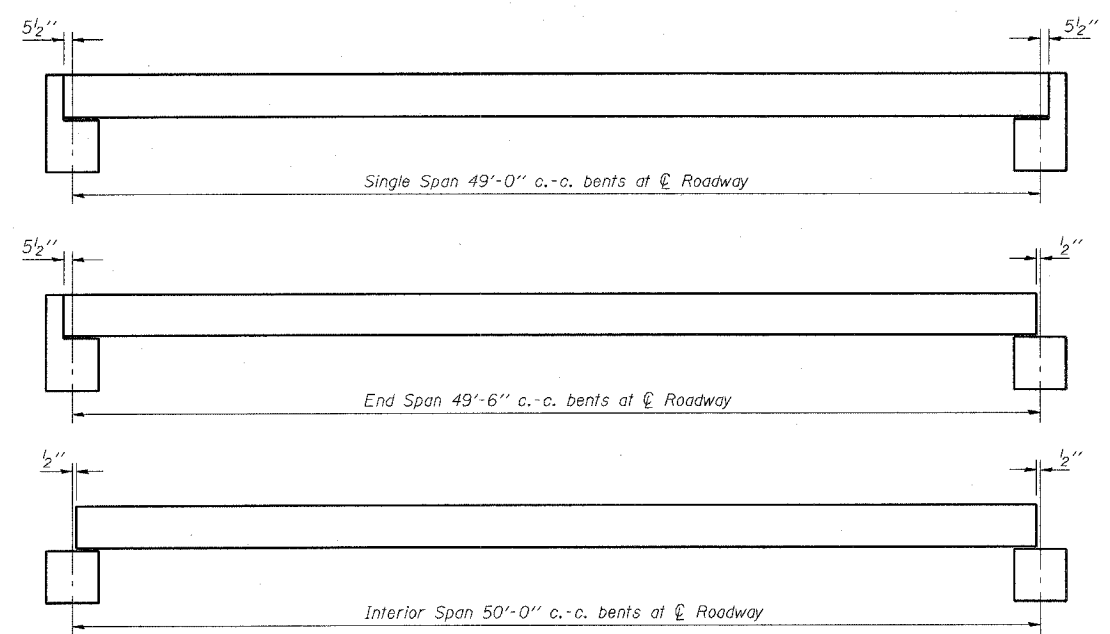 5½" 5½"
Single Span 49'-0" c.-c. bents at ℄ Roadway
5½" ½"
End Span 49'-6" c.-c. bents at ℄ Roadway
½" ½"
Interior Span 50'-0" c.-c. bents at ℄ Roadway